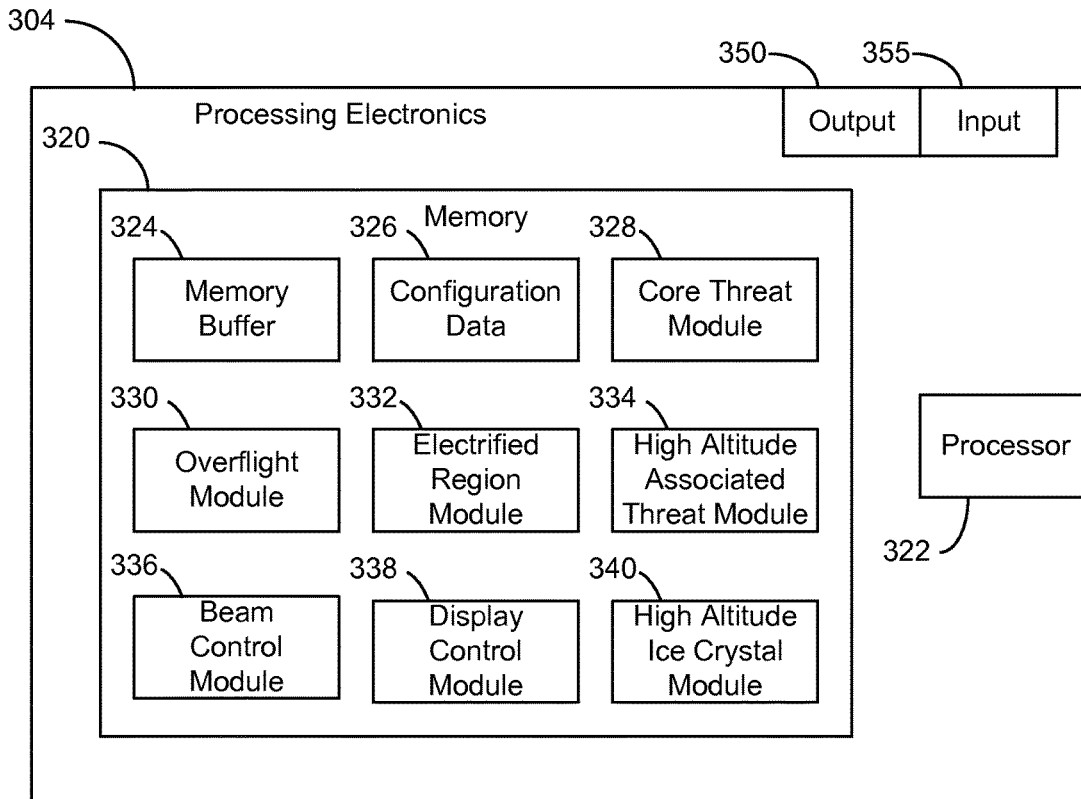 304
350
355
Processing Electronics
Output
Input
320
Memory
324
326
328
Memory
Buffer
Configuration
Data
Core Threat
Module
330
332
334
Overflight
Module
Electrified
Region
Module
High Altitude
Associated
Threat Module
Processor
322
336
338
340
Beam
Control
Module
Display
Control
Module
High Altitude
Ice Crystal
Module